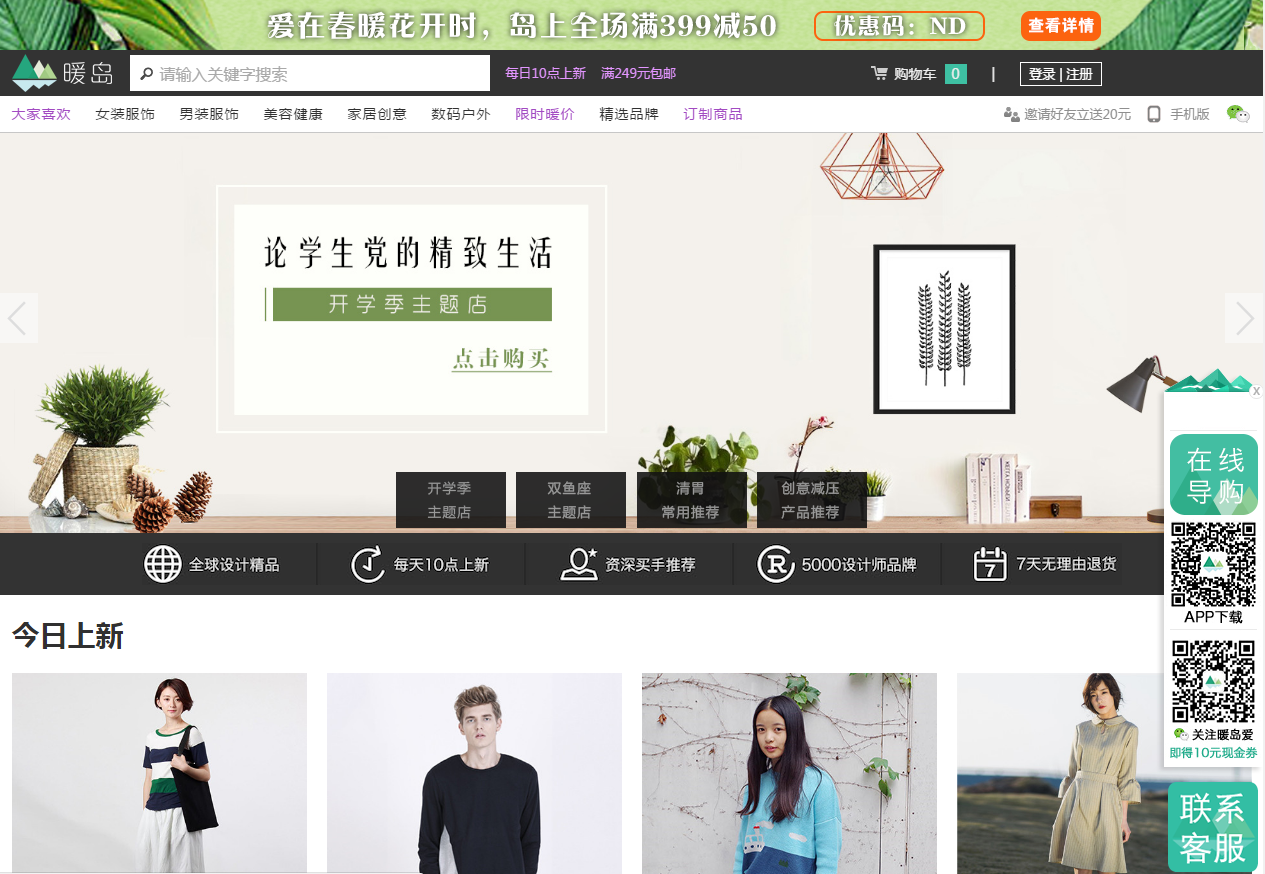 爱在春暖花开时，岛上全场满399减50
优惠码：ND
查看详情
暖岛
请输入关键字搜索
每日10点上新 满249元包邮
购物车 0 | 登录 | 注册
大家喜欢 女装服饰 男装服饰 美容健康 家居创意 数码户外 限时暖价 精选品牌 订制商品
邀请好友立送20元 手机版
论学生党的精致生活
开学季主题店
点击购买
开学季
主题店
双鱼座
主题店
清胃
常用推荐
创意减压
产品推荐
X
在线
导购
APP下载
关注暖岛爱
即得10元现金券
联系
客服
全球设计精品
每天10点上新
资深买手推荐
R 5000设计师品牌
7 7天无理由退货
今日上新